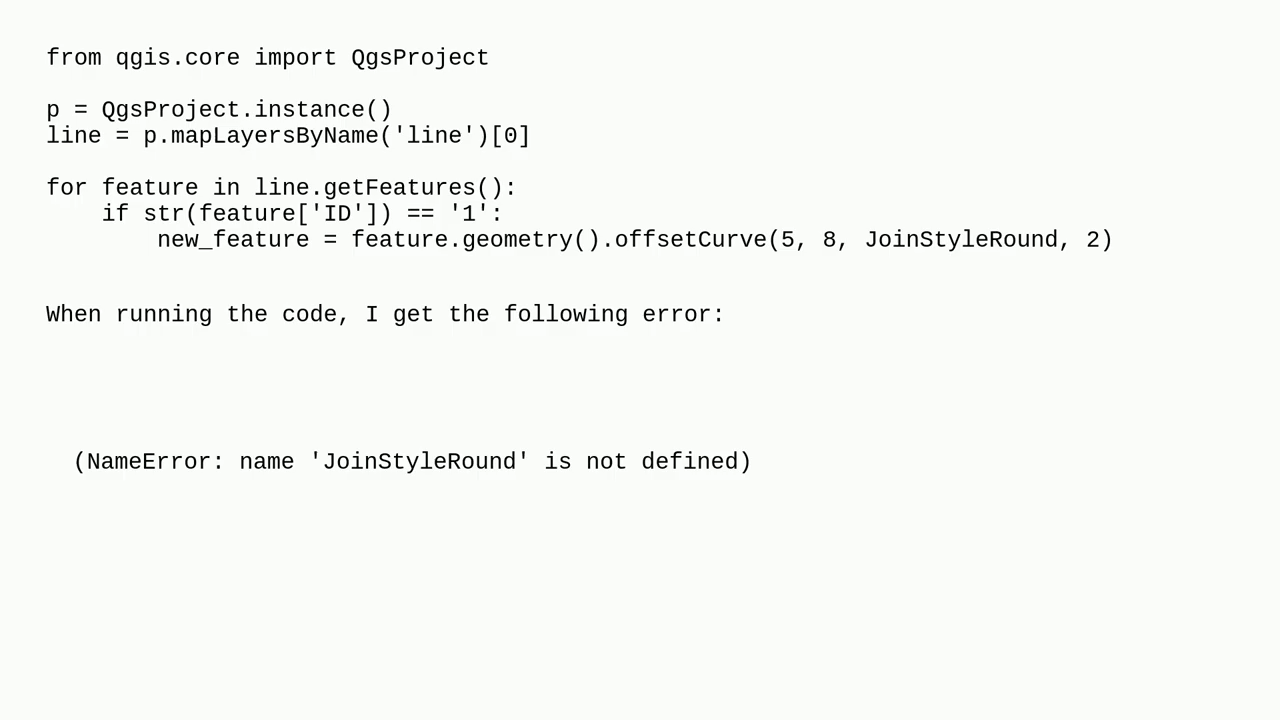 from qgis.core import QgsProject
p = QgsProject.instance()
line = p.mapLayersByName('line')[0]
for feature in line.getFeatures():
    if str(feature['ID']) == '1':
        new_feature = feature.geometry().offsetCurve(5, 8, JoinStyleRound, 2)
When running the code, I get the following error:
(NameError: name 'JoinStyleRound' is not defined)